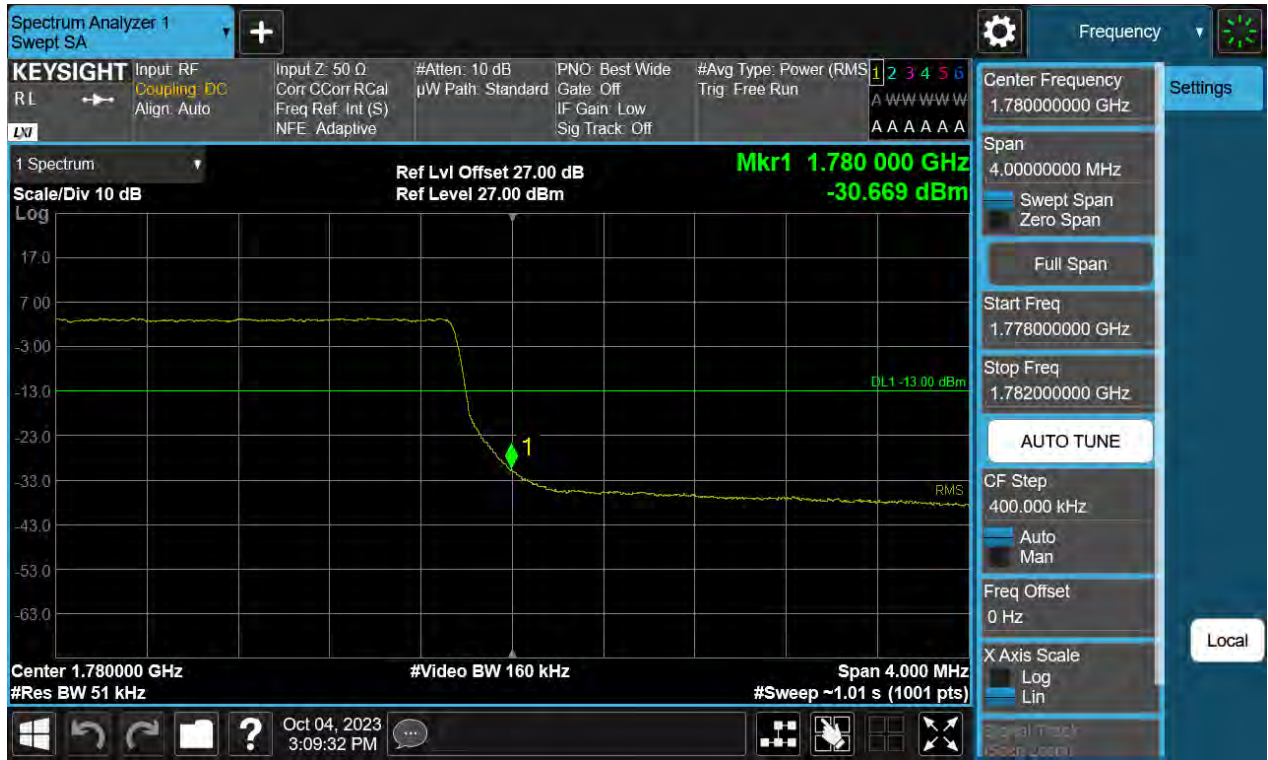 Spectrum Analyzer 1
Swept SA
Frequency
KEYSIGHT
RL
LXI
Input: RF
Coupling: DC
Align: Auto
Input Z: 50 Ω
Corr CCorr RCal
Freq Ref: Int (S)
NFE: Adaptive
#Atten: 10 dB
µW Path: Standard
PNO: Best Wide
Gate: Off
IF Gain: Low
Sig Track: Off
#Avg Type: Power (RMS
Trig: Free Run
1 2 3 4 5 6
A W W W W W
A A A A A A
1 Spectrum
Scale/Div 10 dB
Log
Ref Lvl Offset 27.00 dB
Ref Level 27.00 dBm
Mkr1 1.780 000 GHz
-30.669 dBm
17.0
7.00
-3.00
-13.0
-23.0
-33.0
-43.0
-53.0
-63.0
DL1 -13.00 dBm
1
RMS
Center 1.780000 GHz
#Res BW 51 kHz
#Video BW 160 kHz
Span 4.000 MHz
#Sweep ~1.01 s (1001 pts)
Center Frequency
1.780000000 GHz
Settings
Span
4.00000000 MHz
Swept Span
Zero Span
Full Span
Start Freq
1.778000000 GHz
Stop Freq
1.782000000 GHz
AUTO TUNE
CF Step
400.000 kHz
Auto
Man
Freq Offset
0 Hz
X Axis Scale
Log
Lin
Local
Signal Track
(Span Zoom)
?
Oct 04, 2023
3:09:32 PM